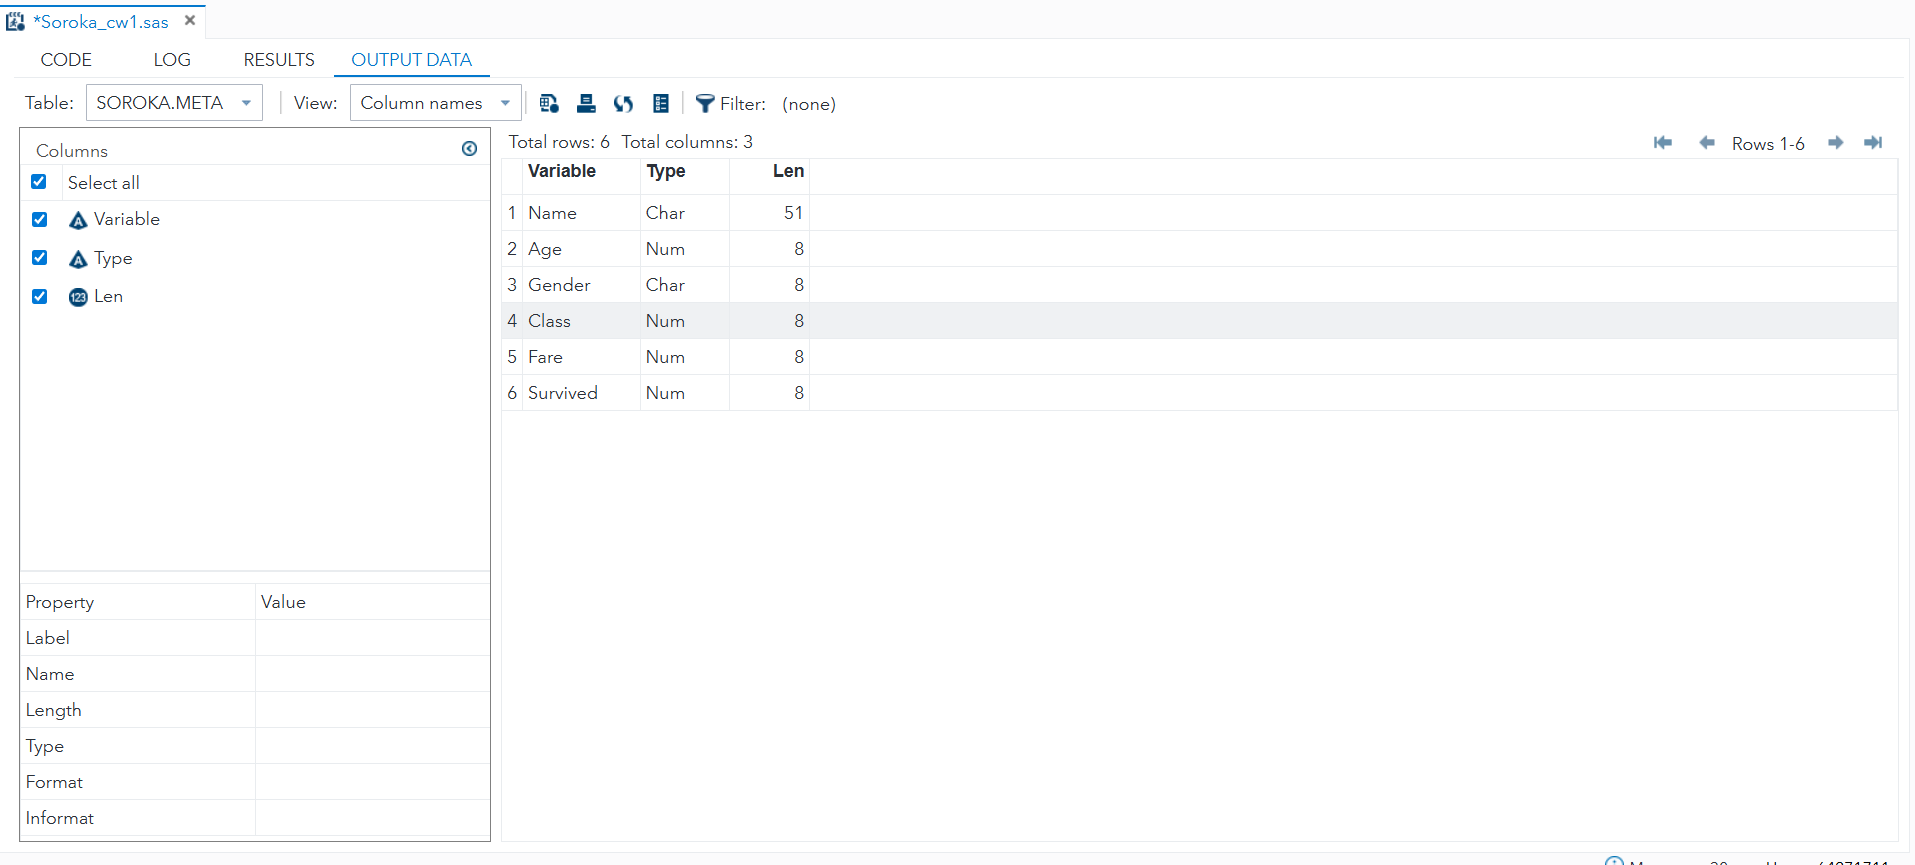 *Soroka_cw1.sas
CODE LOG RESULTS OUTPUT DATA
Table: SOROKA.META View: Column names Filter: (none)
Columns
Select all
Variable
Type
Len
Total rows: 6 Total columns: 3 Rows 1-6
Variable Type Len
1 Name Char 51
2 Age Num 8
3 Gender Char 8
4 Class Num 8
5 Fare Num 8
6 Survived Num 8
Property Value
Label
Name
Length
Type
Format
Informat